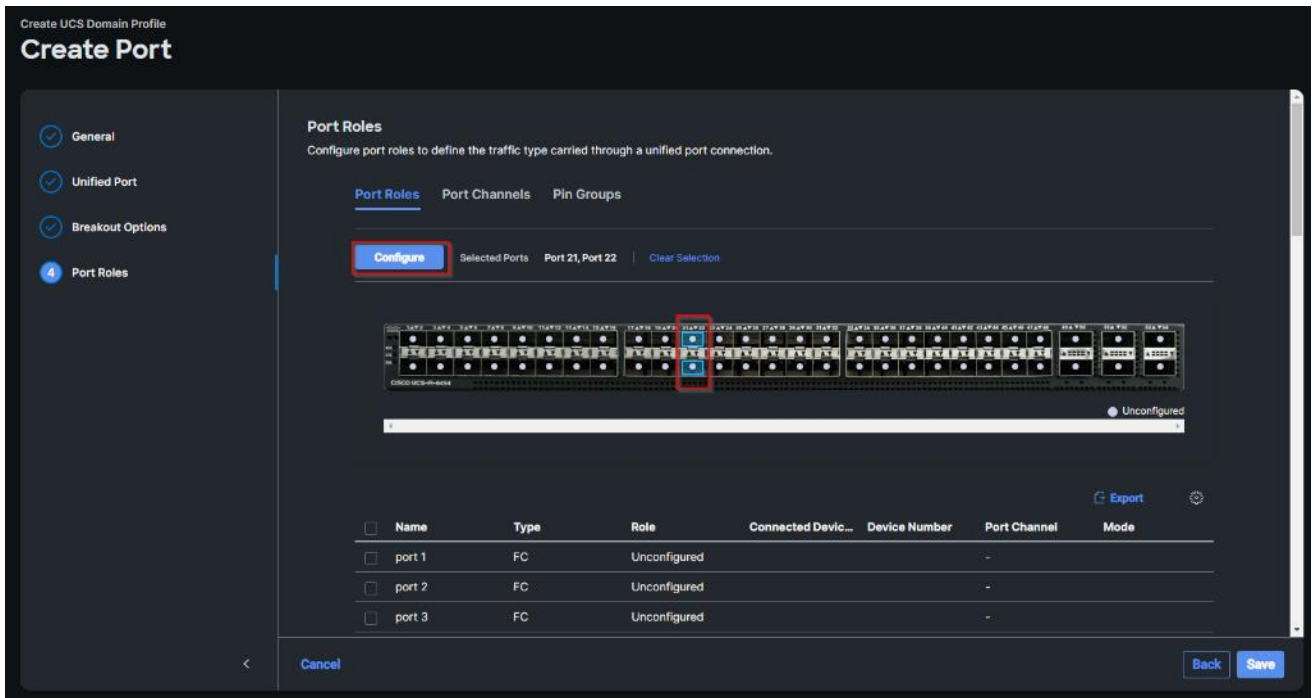 Create UCS Domain Profile
Create Port
General
Unified Port
Breakout Options
4 Port Roles
Port Roles
Configure port roles to define the traffic type carried through a unified port connection.
Port Roles Port Channels Pin Groups
Configure Selected Ports Port 21, Port 22 | Clear Selection
Unconfigured
Export
Name Type Role Connected Devic... Device Number Port Channel Mode
port 1 FC Unconfigured -
port 2 FC Unconfigured -
port 3 FC Unconfigured -
Cancel Back Save